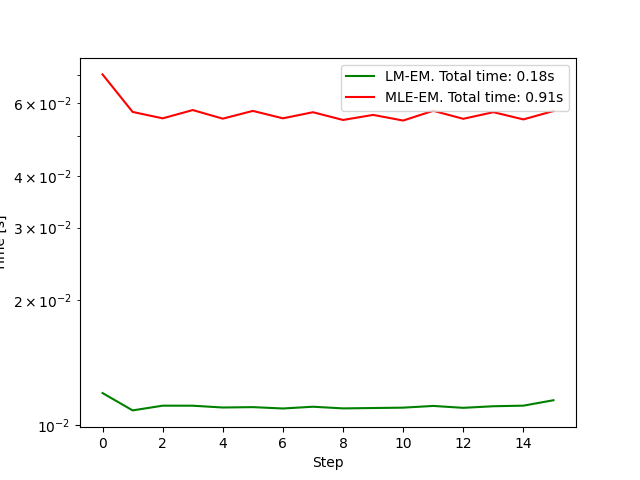 LM-EM. Total time: 0.18s
MLE-EM. Total time: 0.91s
6 × 10⁻²
4 × 10⁻²
3 × 10⁻²
2 × 10⁻²
10⁻²
0 2 4 6 8 10 12 14
Step